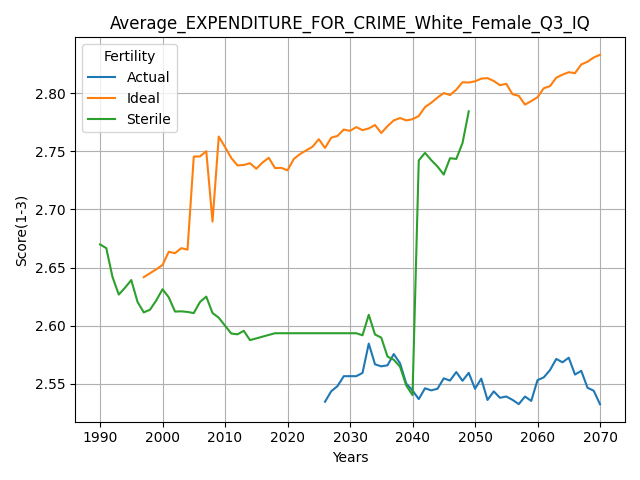 Average_EXPENDITURE_FOR_CRIME_White_Female_Q3_IQ
Fertility
Actual
Ideal
Sterile
Score(1-3)
2.80
2.75
2.70
2.65
2.60
2.55
1990 2000 2010 2020 2030 2040 2050 2060 2070
Years